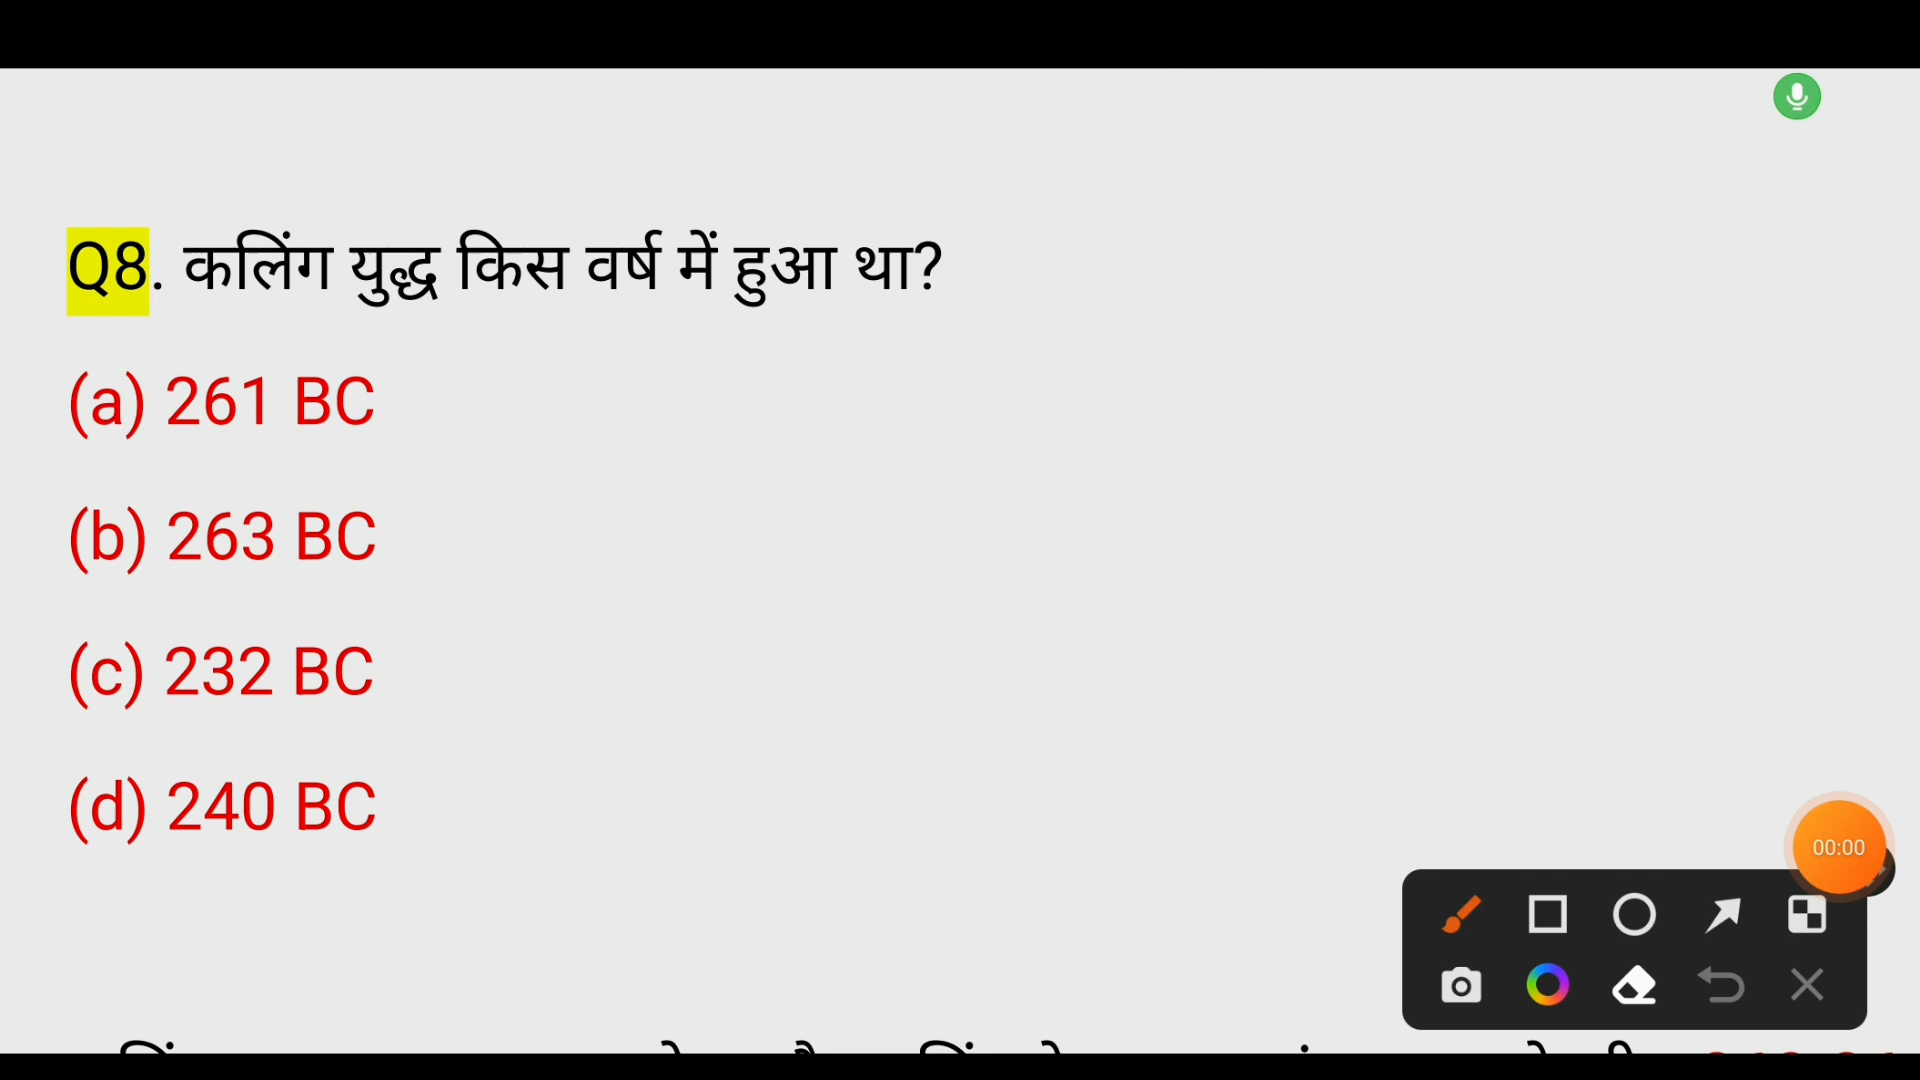 Q8. कलिंग युद्ध किस वर्ष में हुआ था?
(a) 261 BC
(b) 263 BC
(c) 232 BC
(d) 240 BC
00:00